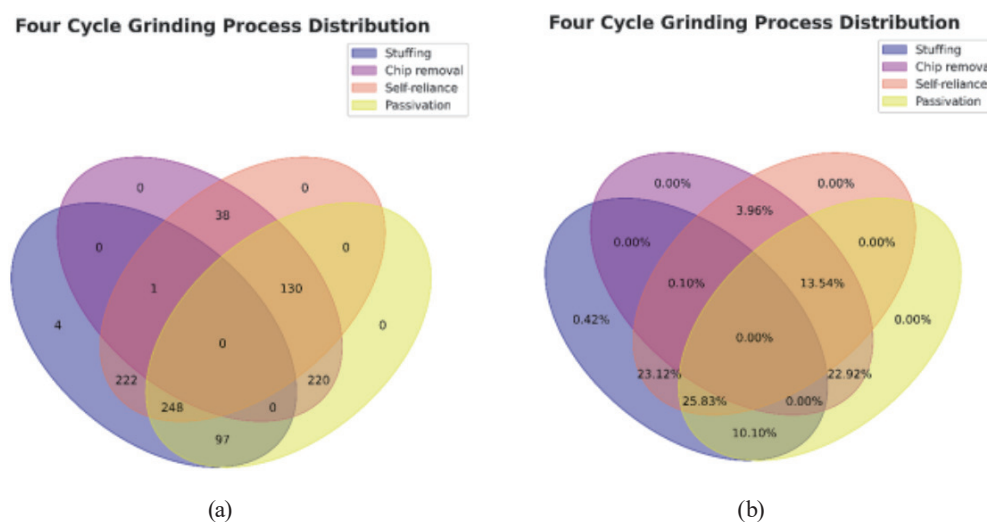 Four Cycle Grinding Process Distribution
Stuffing
Chip removal
Self-reliance
Passivation
0
0
38
0
0
1
130
4
0
0
222
220
248
0
97
(a)
Four Cycle Grinding Process Distribution
Stuffing
Chip removal
Self-reliance
Passivation
0.00%
0.00%
3.96%
0.00%
0.00%
0.10%
13.54%
0.42%
0.00%
0.00%
23.12%
22.92%
25.83%
0.00%
10.10%
(b)